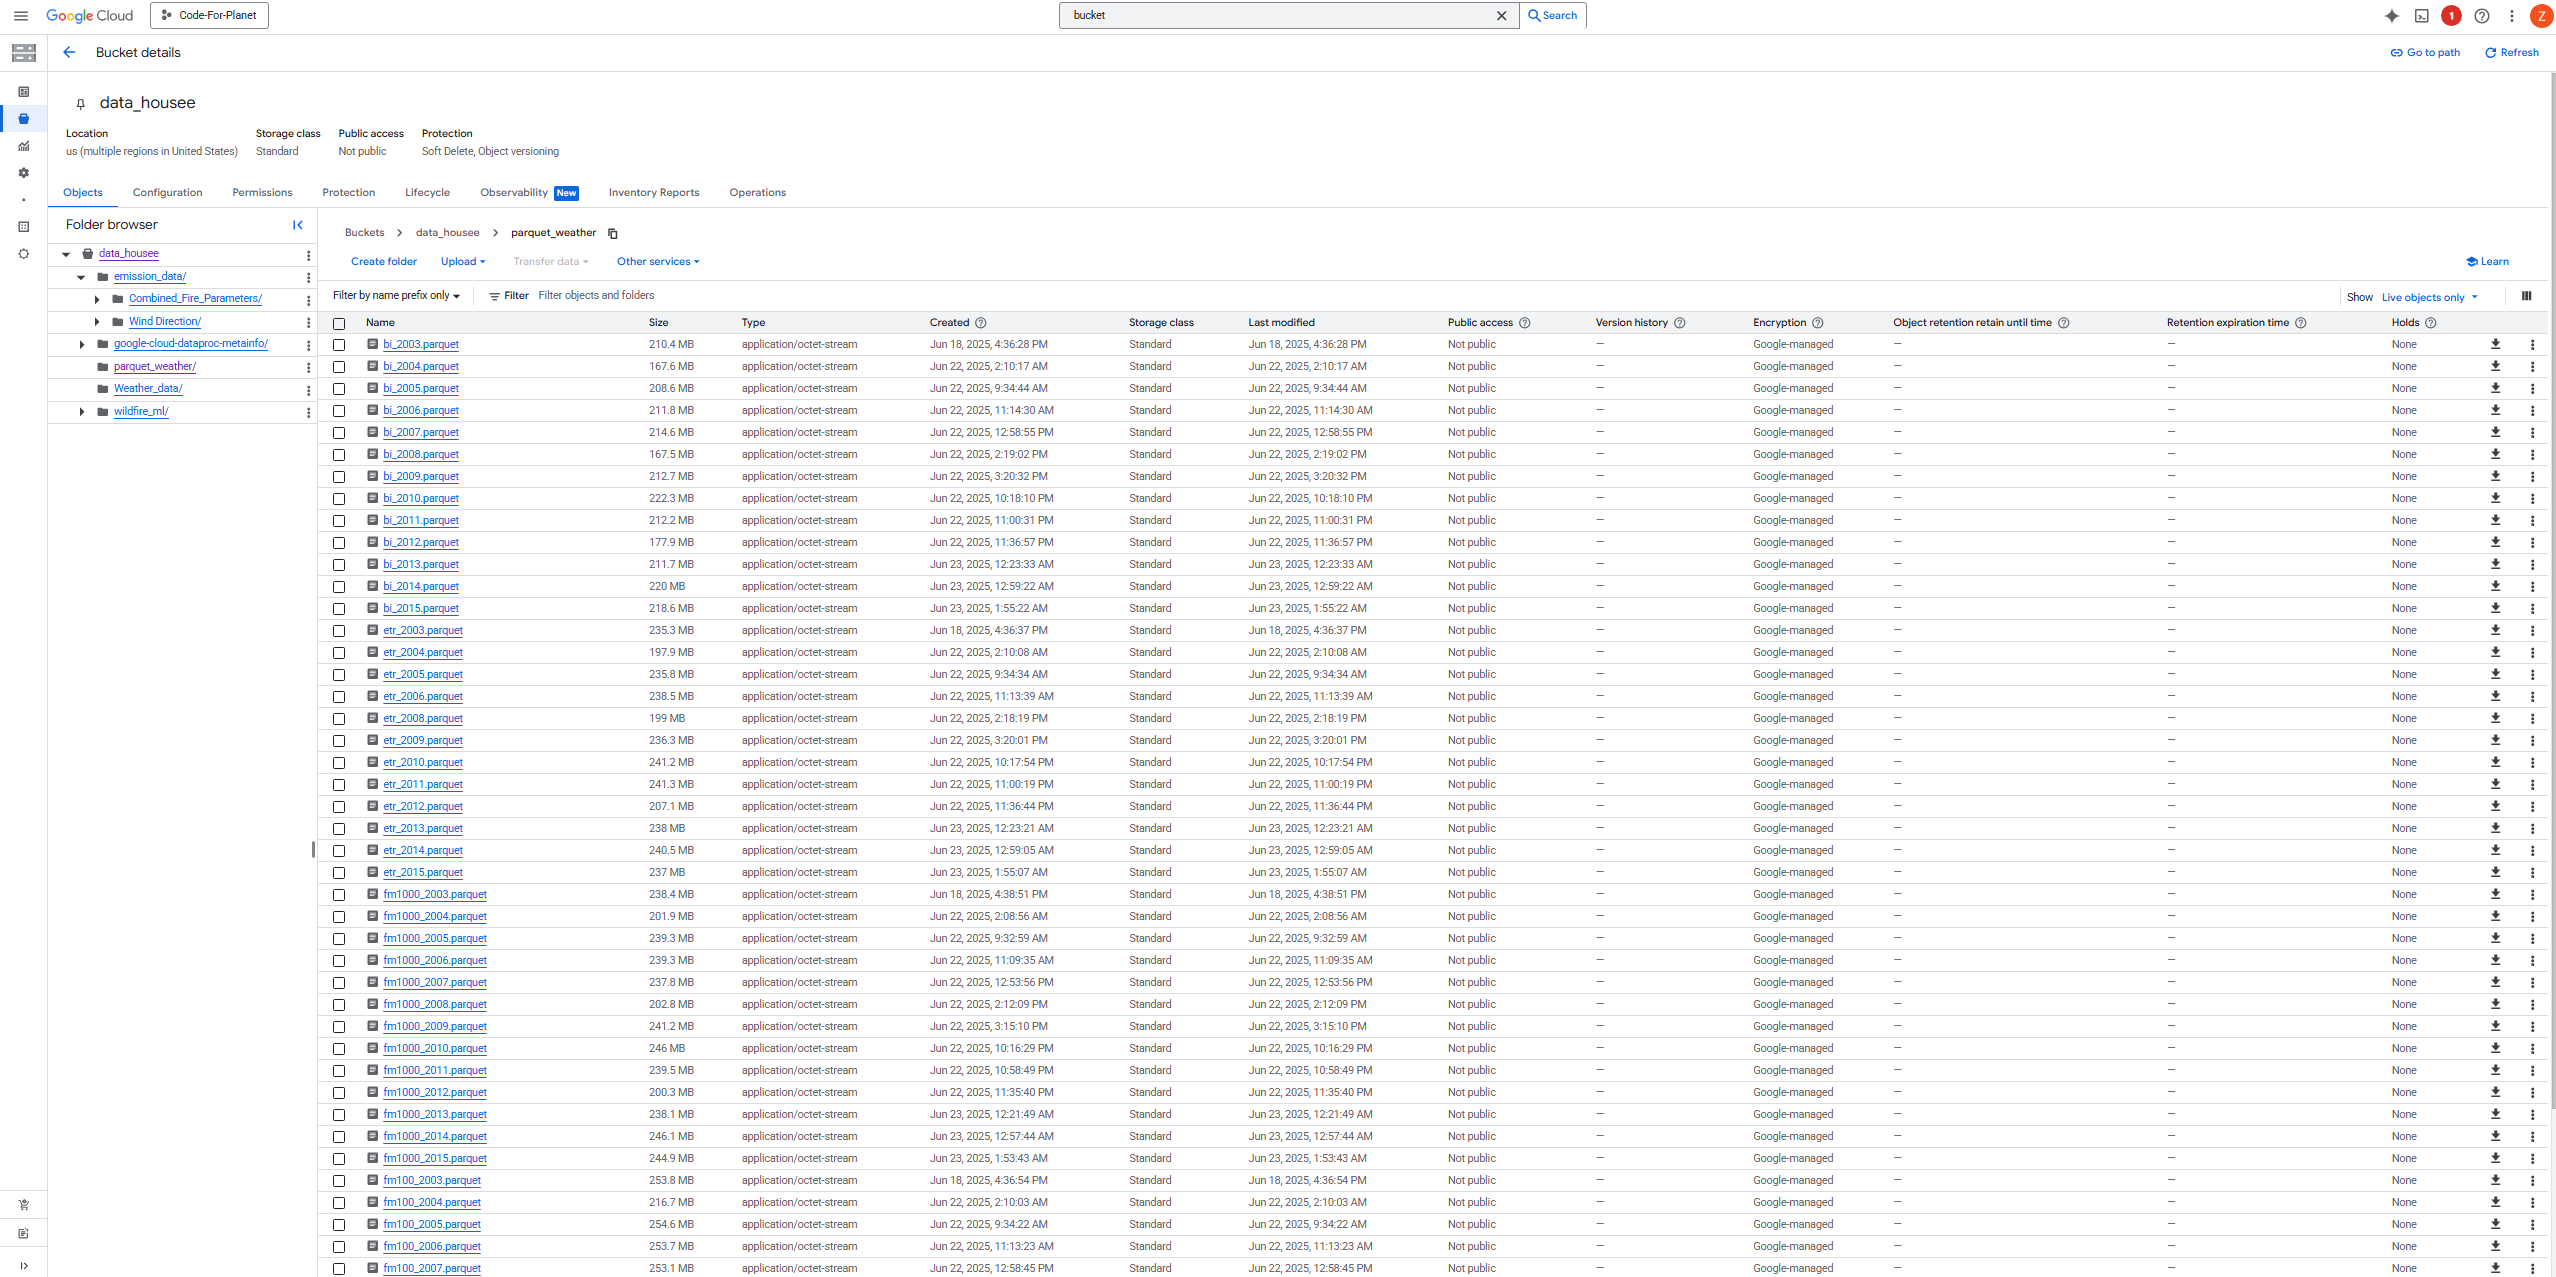 Google Cloud Code-For-Planet bucket Search 1 Z
Bucket details Go to path Refresh
data_housee
Location Storage class Public access Protection
us (multiple regions in United States) Standard Not public Soft Delete, Object versioning
Objects Configuration Permissions Protection Lifecycle Observability New Inventory Reports Operations
Folder browser
data_housee
emission_data/
Combined_Fire_Parameters/
Wind Direction/
google-cloud-dataproc-metainfo/
parquet_weather/
Weather_data/
wildfire_ml/
Buckets data_housee parquet_weather
Create folder Upload Transfer data Other services Learn
Filter by name prefix only Filter Filter objects and folders Show Live objects only
Name Size Type Created Storage class Last modified Public access Version history Encryption Object retention retain until time Retention expiration time Holds
bi_2003.parquet 210.4 MB application/octet-stream Jun 18, 4:36:28 PM Standard Jun 18, 4:36:28 PM Not public — Google-managed — — None
bi_2004.parquet 167.6 MB application/octet-stream Jun 22, 2:10:17 AM Standard Jun 22, 2:10:17 AM Not public — Google-managed — — None
bi_2005.parquet 208.6 MB application/octet-stream Jun 22, 2025, 9:34:44 AM Standard Jun 22, 2025, 9:34:44 AM Not public — Google-managed — — None
bi_2006.parquet 211.8 MB application/octet-stream Jun 22, 2025, 11:14:30 AM Standard Jun 22, 2025, 11:14:30 AM Not public — Google-managed — — None
bi_2007.parquet 214.6 MB application/octet-stream Jun 22, 2025, 12:58:55 PM Standard Jun 22, 2025, 12:58:55 PM Not public — Google-managed — — None
bi_2008.parquet 167.5 MB application/octet-stream Jun 22, 2025, 2:19:02 PM Standard Jun 22, 2025, 2:19:02 PM Not public — Google-managed — — None
bi_2009.parquet 212.7 MB application/octet-stream Jun 22, 2025, 3:20:32 PM Standard Jun 22, 2025, 3:20:32 PM Not public — Google-managed — — None
bi_2010.parquet 222.3 MB application/octet-stream Jun 22, 2025, 10:18:10 PM Standard Jun 22, 2025, 10:18:10 PM Not public — Google-managed — — None
bi_2011.parquet 212.2 MB application/octet-stream Jun 22, 2025, 11:00:31 PM Standard Jun 22, 2025, 11:00:31 PM Not public — Google-managed — — None
bi_2012.parquet 177.9 MB application/octet-stream Jun 22, 2025, 11:36:57 PM Standard Jun 22, 2025, 11:36:57 PM Not public — Google-managed — — None
bi_2013.parquet 211.7 MB application/octet-stream Jun 23, 2025, 12:23:33 AM Standard Jun 23, 2025, 12:23:33 AM Not public — Google-managed — — None
bi_2014.parquet 220 MB application/octet-stream Jun 23, 2025, 12:59:22 AM Standard Jun 23, 2025, 12:59:22 AM Not public — Google-managed — — None
bi_2015.parquet 218.6 MB application/octet-stream Jun 23, 2025, 1:55:22 AM Standard Jun 23, 2025, 1:55:22 AM Not public — Google-managed — — None
etr_2003.parquet 235.3 MB application/octet-stream Jun 18, 2025, 4:36:37 PM Standard Jun 18, 2025, 4:36:37 PM Not public — Google-managed — — None
etr_2004.parquet 197.9 MB application/octet-stream Jun 22, 2025, 2:10:08 AM Standard Jun 22, 2025, 2:10:08 AM Not public — Google-managed — — None
etr_2005.parquet 235.8 MB application/octet-stream Jun 22, 2025, 9:34:34 AM Standard Jun 22, 2025, 9:34:34 AM Not public — Google-managed — — None
etr_2006.parquet 238.5 MB application/octet-stream Jun 22, 2025, 11:13:39 AM Standard Jun 22, 2025, 11:13:39 AM Not public — Google-managed — — None
etr_2008.parquet 199 MB application/octet-stream Jun 22, 2025, 2:18:19 PM Standard Jun 22, 2025, 2:18:19 PM Not public — Google-managed — — None
etr_2009.parquet 236.3 MB application/octet-stream Jun 22, 2025, 3:20:01 PM Standard Jun 22, 2025, 3:20:01 PM Not public — Google-managed — — None
etr_2010.parquet 241.2 MB application/octet-stream Jun 22, 2025, 10:17:54 PM Standard Jun 22, 2025, 10:17:54 PM Not public — Google-managed — — None
etr_2011.parquet 241.3 MB application/octet-stream Jun 22, 2025, 11:00:19 PM Standard Jun 22, 2025, 11:00:19 PM Not public — Google-managed — — None
etr_2012.parquet 207.1 MB application/octet-stream Jun 22, 2025, 11:36:44 PM Standard Jun 22, 2025, 11:36:44 PM Not public — Google-managed — — None
etr_2013.parquet 238 MB application/octet-stream Jun 23, 2025, 12:23:21 AM Standard Jun 23, 2025, 12:23:21 AM Not public — Google-managed — — None
etr_2014.parquet 240.5 MB application/octet-stream Jun 23, 2025, 12:59:05 AM Standard Jun 23, 2025, 12:59:05 AM Not public — Google-managed — — None
etr_2015.parquet 237 MB application/octet-stream Jun 23, 2025, 1:55:07 AM Standard Jun 23, 2025, 1:55:07 AM Not public — Google-managed — — None
fm1000_2003.parquet 238.4 MB application/octet-stream Jun 18, 2025, 4:38:51 PM Standard Jun 18, 2025, 4:38:51 PM Not public — Google-managed — — None
fm1000_2004.parquet 201.9 MB application/octet-stream Jun 22, 2025, 2:08:56 AM Standard Jun 22, 2025, 2:08:56 AM Not public — Google-managed — — None
fm1000_2005.parquet 239.3 MB application/octet-stream Jun 22, 2025, 9:32:59 AM Standard Jun 22, 2025, 9:32:59 AM Not public — Google-managed — — None
fm1000_2006.parquet 239.3 MB application/octet-stream Jun 22, 2025, 11:09:35 AM Standard Jun 22, 2025, 11:09:35 AM Not public — Google-managed — — None
fm1000_2007.parquet 237.8 MB application/octet-stream Jun 22, 2025, 12:53:56 PM Standard Jun 22, 2025, 12:53:56 PM Not public — Google-managed — — None
fm1000_2008.parquet 202.8 MB application/octet-stream Jun 22, 2025, 2:12:09 PM Standard Jun 22, 2025, 2:12:09 PM Not public — Google-managed — — None
fm1000_2009.parquet 241.2 MB application/octet-stream Jun 22, 2025, 3:15:10 PM Standard Jun 22, 2025, 3:15:10 PM Not public — Google-managed — — None
fm1000_2010.parquet 246 MB application/octet-stream Jun 22, 2025, 10:16:29 PM Standard Jun 22, 2025, 10:16:29 PM Not public — Google-managed — — None
fm1000_2011.parquet 239.5 MB application/octet-stream Jun 22, 2025, 10:58:49 PM Standard Jun 22, 2025, 10:58:49 PM Not public — Google-managed — — None
fm1000_2012.parquet 200.3 MB application/octet-stream Jun 22, 2025, 11:35:40 PM Standard Jun 22, 2025, 11:35:40 PM Not public — Google-managed — — None
fm1000_2013.parquet 238.1 MB application/octet-stream Jun 23, 2025, 12:21:49 AM Standard Jun 23, 2025, 12:21:49 AM Not public — Google-managed — — None
fm1000_2014.parquet 246.1 MB application/octet-stream Jun 23, 2025, 12:57:44 AM Standard Jun 23, 2025, 12:57:44 AM Not public — Google-managed — — None
fm1000_2015.parquet 244.9 MB application/octet-stream Jun 23, 2025, 1:53:43 AM Standard Jun 23, 2025, 1:53:43 AM Not public — Google-managed — — None
fm100_2003.parquet 253.8 MB application/octet-stream Jun 18, 2025, 4:36:54 PM Standard Jun 18, 2025, 4:36:54 PM Not public — Google-managed — — None
fm100_2004.parquet 216.7 MB application/octet-stream Jun 22, 2025, 2:10:03 AM Standard Jun 22, 2025, 2:10:03 AM Not public — Google-managed — — None
fm100_2005.parquet 254.6 MB application/octet-stream Jun 22, 2025, 9:34:22 AM Standard Jun 22, 2025, 9:34:22 AM Not public — Google-managed — — None
fm100_2006.parquet 253.7 MB application/octet-stream Jun 22, 2025, 11:13:23 AM Standard Jun 22, 2025, 11:13:23 AM Not public — Google-managed — — None
fm100_2007.parquet 253.1 MB application/octet-stream Jun 22, 2025, 12:58:45 PM Standard Jun 22, 2025, 12:58:45 PM Not public — Google-managed — — None